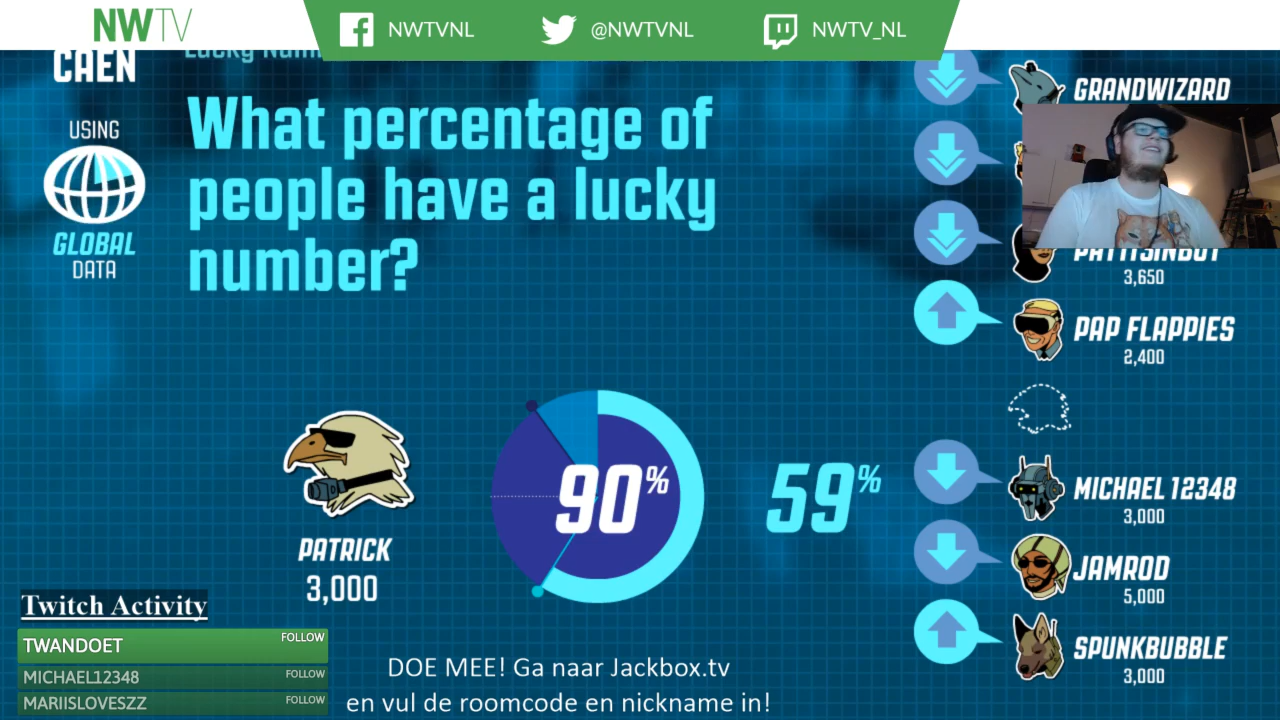 NWTV
NWTVNL
@NWTVNL
NWTV_NL
CAEN
USING
GLOBAL
DATA
What percentage of
people have a lucky
number?
PATRICK
3,000
90%
59%
GRANDWIZARD
3,650
PAP FLAPPIES
2,400
MICHAEL 12348
3,000
JAMROD
5,000
SPUNKBUBBLE
3,000
Twitch Activity
TWANDOET FOLLOW
MICHAEL12348 FOLLOW
MARIISLOVESZZ FOLLOW
DOE MEE! Ga naar Jackbox.tv
en vul de roomcode en nickname in!